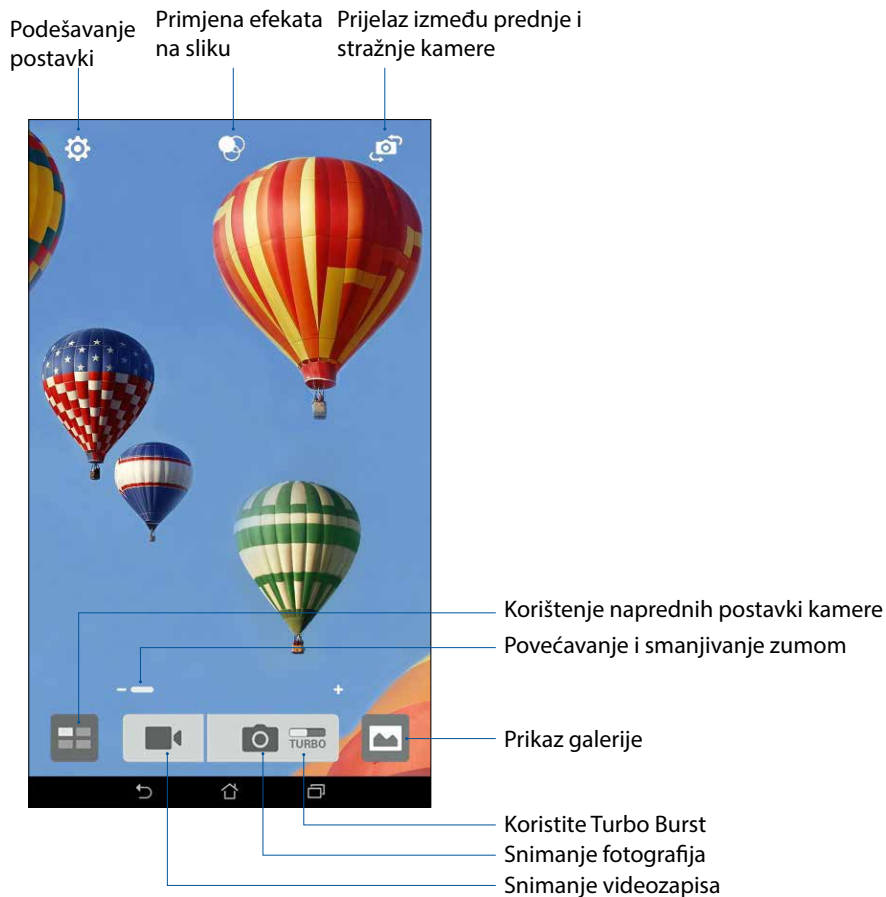 Podešavanje
postavki
Primjena efekata
na sliku
Prijelaz između prednje i
stražnje kamere
Korištenje naprednih postavki kamere
Povećavanje i smanjivanje zumom
TURBO
Prikaz galerije
Koristite Turbo Burst
Snimanje fotografija
Snimanje videozapisa